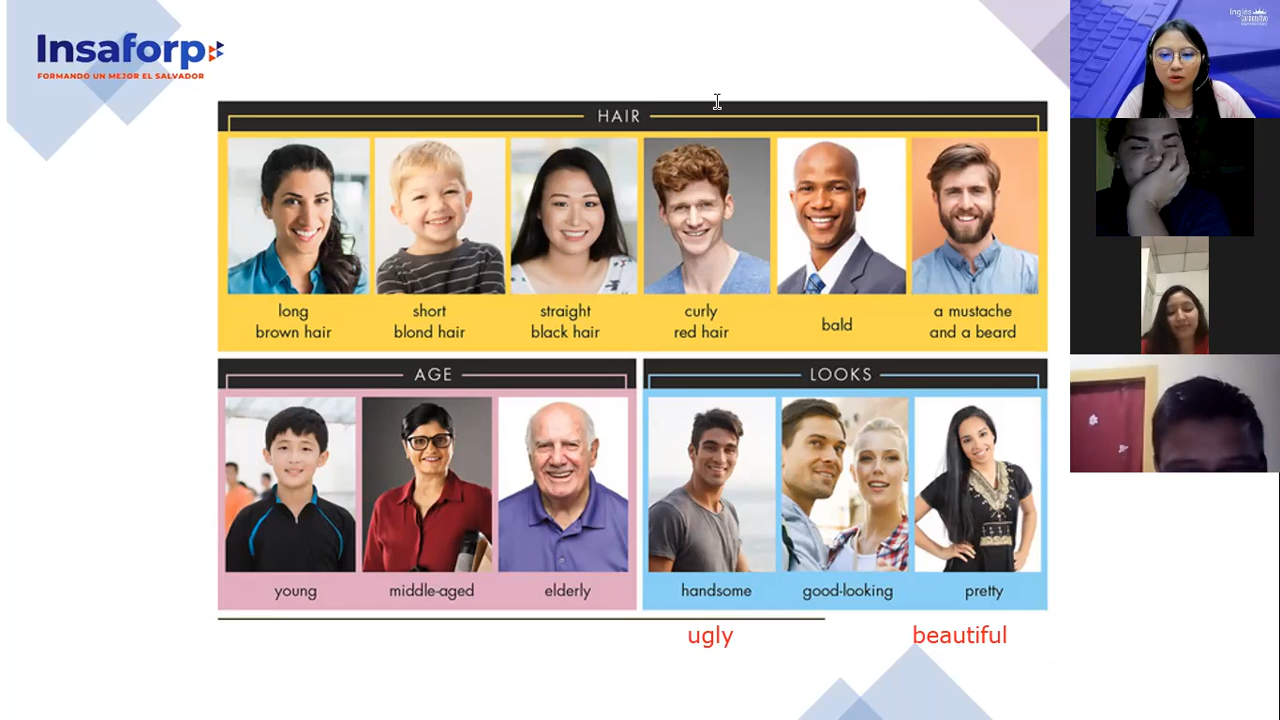 Insaforp
FORMANDO UN MEJOR EL SALVADOR
HAIR
long
brown hair
short
blond hair
straight
black hair
curly
red hair
bald
a mustache
and a beard
AGE
young
middle-aged
elderly
LOOKS
handsome
good-looking
pretty
ugly
beautiful
Ingles